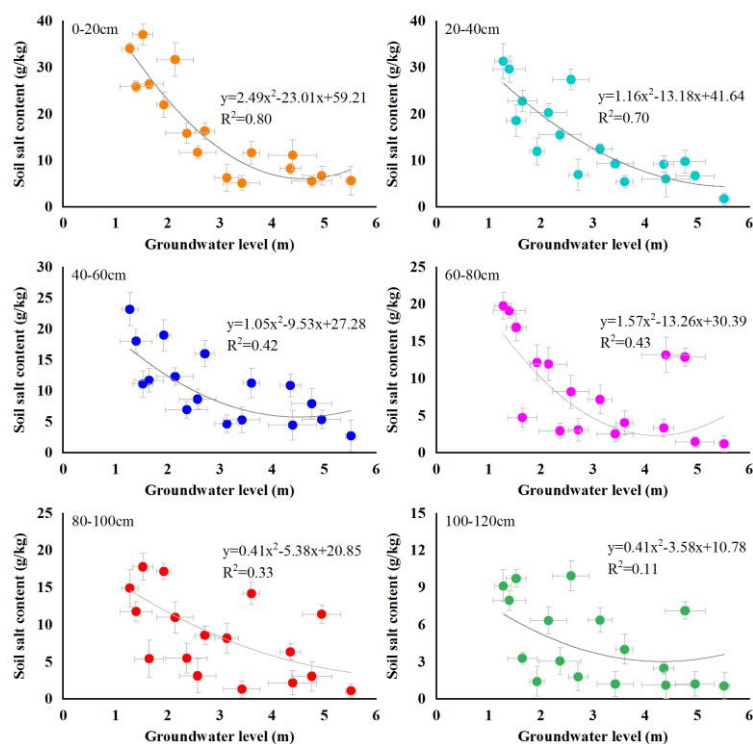 0-20cm
Soil salt content (g/kg)
40
30
20
10
0
y=2.49x²-23.01x+59.21
R²=0.80
0 1 2 3 4 5 6
Groundwater level (m)
20-40cm
Soil salt content (g/kg)
40
30
20
10
0
y=1.16x²-13.18x+41.64
R²=0.70
0 1 2 3 4 5 6
Groundwater level (m)
40-60cm
Soil salt content (g/kg)
30
25
20
15
10
5
0
y=1.05x²-9.53x+27.28
R²=0.42
0 1 2 3 4 5 6
Groundwater level (m)
60-80cm
Soil salt content (g/kg)
25
20
15
10
5
0
y=1.57x²-13.26x+30.39
R²=0.43
0 1 2 3 4 5 6
Groundwater level (m)
80-100cm
Soil salt content (g/kg)
25
20
15
10
5
0
y=0.41x²-5.38x+20.85
R²=0.33
0 1 2 3 4 5 6
Groundwater level (m)
100-120cm
Soil salt content (g/kg)
15
12
9
6
3
0
y=0.41x²-3.58x+10.78
R²=0.11
0 1 2 3 4 5 6
Groundwater level (m)